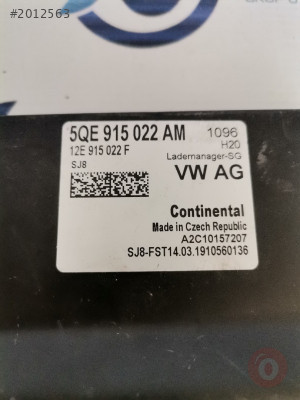 #2012563
5QE 915 022 AM 1096
12E 915 022 F H20
SJ8 Lademanager-SG
VW AG
Continental
Made in Czech Republic
A2C10157207
SJ8-FST14.03.1910560136